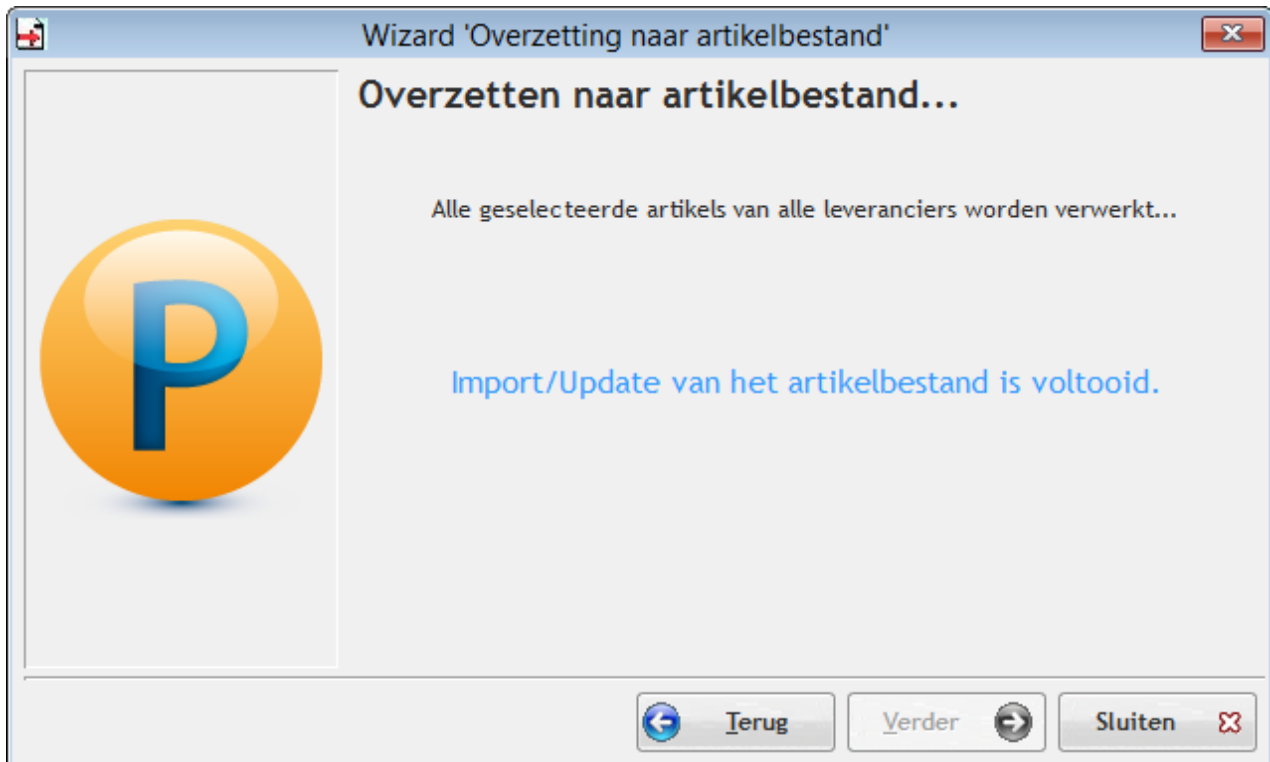 Wizard 'Overzetting naar artikelbestand'
Overzetten naar artikelbestand...
Alle geselecteerde artikels van alle leveranciers worden verwerkt...
P
Import/Update van het artikelbestand is voltooid.
Terug Verder Sluiten